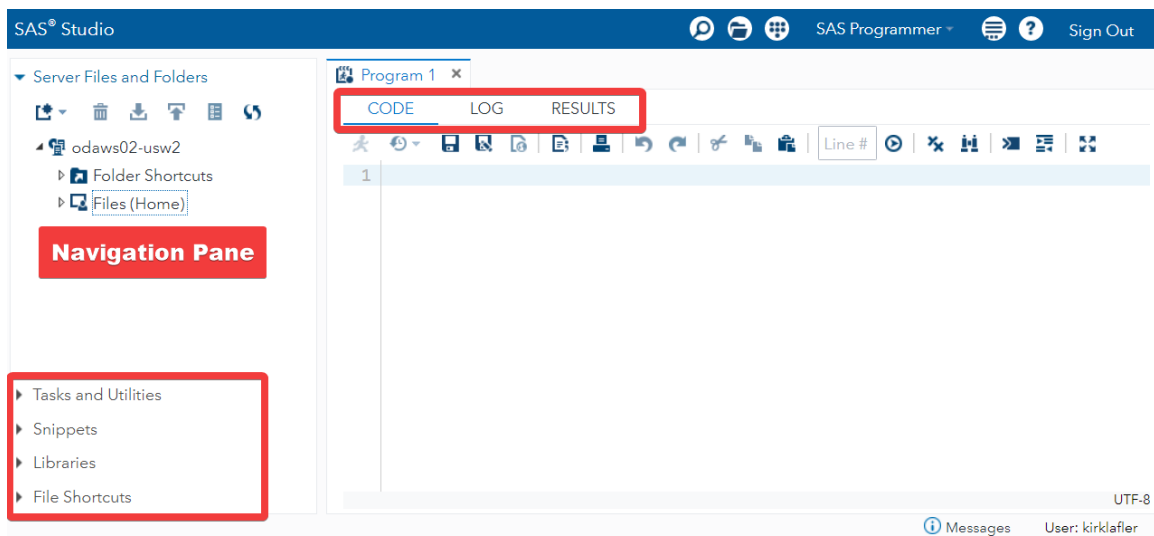 SAS® Studio
SAS Programmer
Sign Out
Server Files and Folders
odaws02-usw2
Folder Shortcuts
Files (Home)
Navigation Pane
Tasks and Utilities
Snippets
Libraries
File Shortcuts
Program 1
CODE LOG RESULTS
Line #
1
UTF-8
Messages User: kirklafler